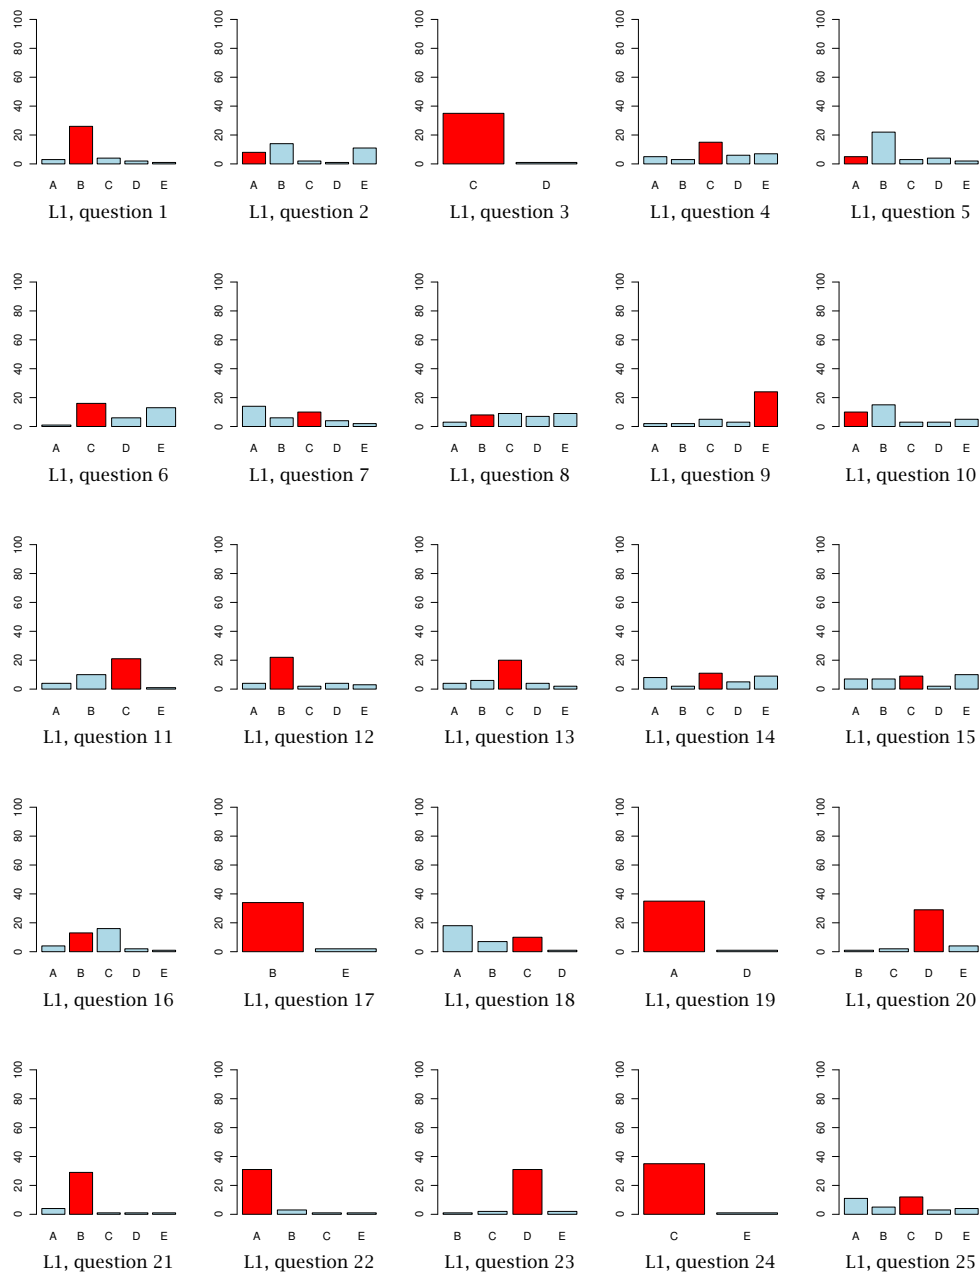 0 20 40 60 80 100 0 20 40 60 80 100 0 20 40 60 80 100 0 20 40 60 80 100 0 20 40 60 80 100
A B C D E A B C D E C D A B C D E A B C D E
L1, question 1 L1, question 2 L1, question 3 L1, question 4 L1, question 5
0 20 40 60 80 100 0 20 40 60 80 100 0 20 40 60 80 100 0 20 40 60 80 100 0 20 40 60 80 100
A C D E A B C D E A B C D E A B C D E A B C D E
L1, question 6 L1, question 7 L1, question 8 L1, question 9 L1, question 10
0 20 40 60 80 100 0 20 40 60 80 100 0 20 40 60 80 100 0 20 40 60 80 100 0 20 40 60 80 100
A B C E A B C D E A B C D E A B C D E A B C D E
L1, question 11 L1, question 12 L1, question 13 L1, question 14 L1, question 15
0 20 40 60 80 100 0 20 40 60 80 100 0 20 40 60 80 100 0 20 40 60 80 100 0 20 40 60 80 100
A B C D E B E A B C D A D B C D E
L1, question 16 L1, question 17 L1, question 18 L1, question 19 L1, question 20
0 20 40 60 80 100 0 20 40 60 80 100 0 20 40 60 80 100 0 20 40 60 80 100 0 20 40 60 80 100
A B C D E A B C E B C D E C E A B C D E
L1, question 21 L1, question 22 L1, question 23 L1, question 24 L1, question 25